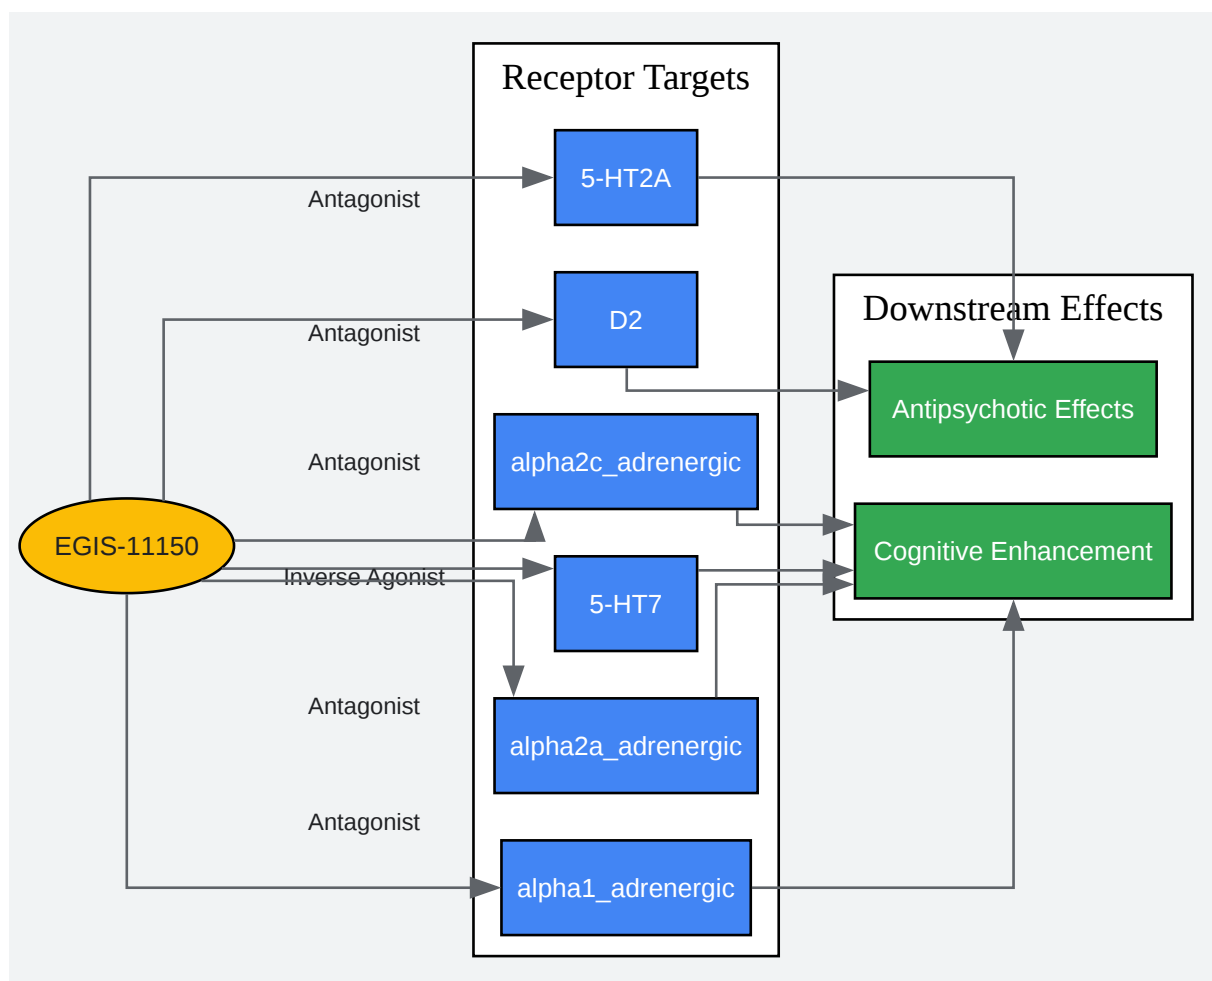 Receptor Targets
5-HT2A
Antagonist
D2
Antagonist
Downstream Effects
Antipsychotic Effects
alpha2c_adrenergic
Antagonist
EGIS-11150
Cognitive Enhancement
Inverse Agonist
5-HT7
Antagonist
alpha2a_adrenergic
Antagonist
alpha1_adrenergic